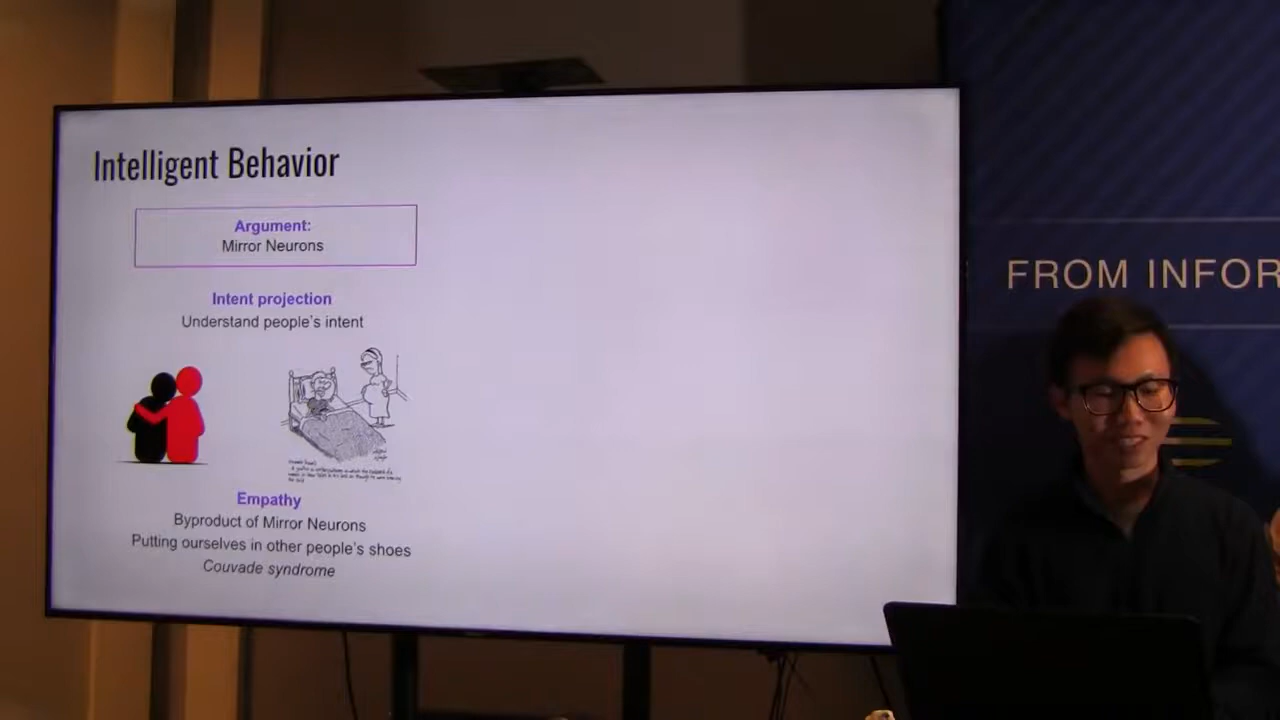 Intelligent Behavior
Argument:
Mirror Neurons
Intent projection
Understand people's intent
Empathy
Byproduct of Mirror Neurons
Putting ourselves in other people's shoes
Couvade syndrome
FROM INFOR